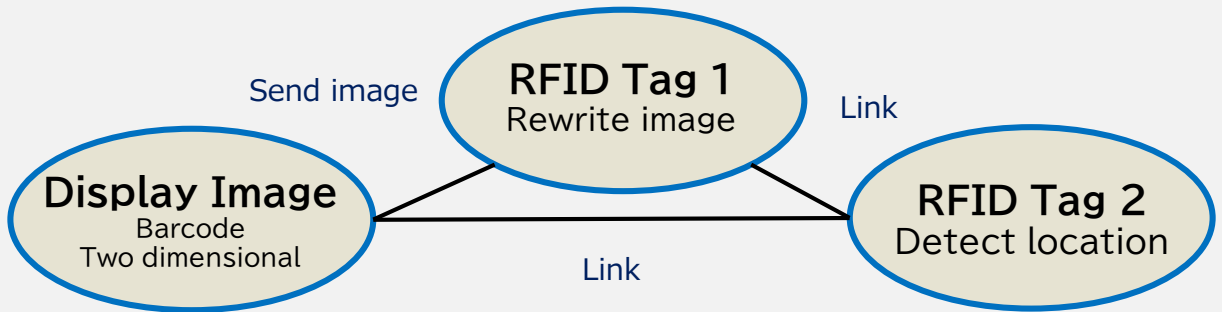 RFID Tag 1
Rewrite image
Send image
Link
Display Image
Barcode
Two dimensional
RFID Tag 2
Detect location
Link